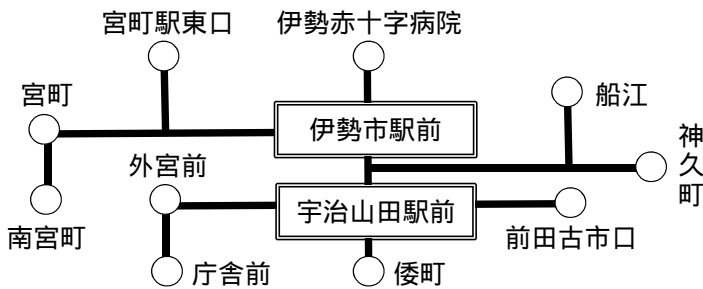 宮町駅東口
伊勢赤十字病院
宮町
船江
伊勢市駅前
神久町
外宮前
宇治山田駅前
南宮町
前田古市口
庁舎前
倭町